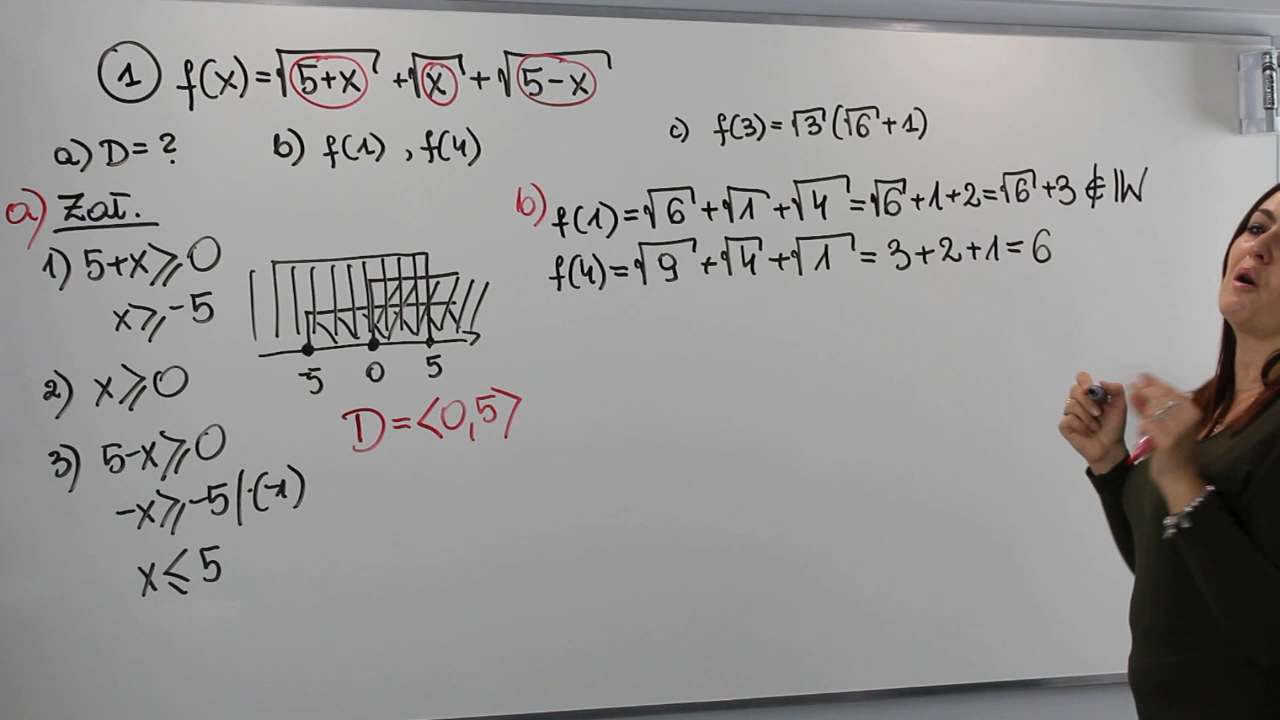 ① f(x)=√(5+x) + √x + √(5-x)
a) D=? b) f(1), f(4)
c) f(3)=√3(√6+1)
a) Zał.
1) 5+x⩾0
x⩾-5
2) x⩾0
3) 5-x⩾0
-x⩾-5 |·(-1)
x⩽5
-5 0 5
D=<0,5>
b) f(1)=√6+√1+√4=√6+1+2=√6+3∉W
f(4)=√9+√4+√1=3+2+1=6